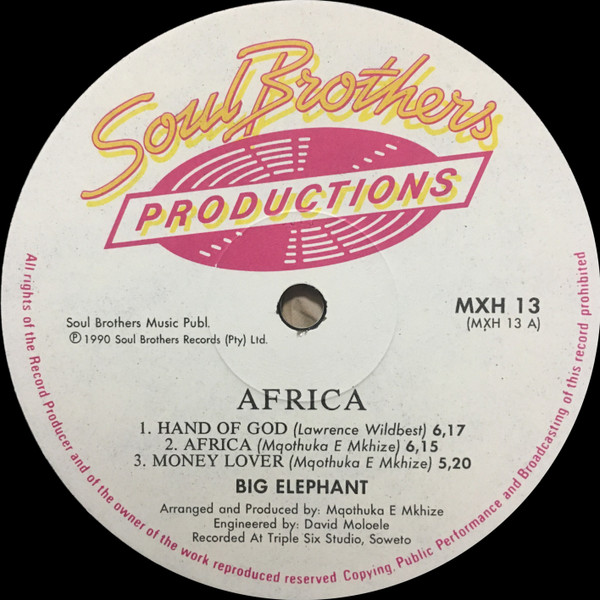 Soul Brothers
PRODUCTIONS
MXH 13
(MXH 13 A)
Soul Brothers Music Publ.
℗ 1990 Soul Brothers Records (Pty) Ltd.
AFRICA
1. HAND OF GOD (Lawrence Wildbest) 6,17
2. AFRICA (Mqothuka E Mkhize) 6,15
3. MONEY LOVER (Mqothuka E Mkhize) 5,20
BIG ELEPHANT
Arranged and Produced by: Mqothuka E Mkhize
Engineered by: David Moloele
Recorded At Triple Six Studio, Soweto
All rights of the Record Producer and of the owner of the work reproduced reserved Copying, Public Performance and Broadcasting of this record prohibited